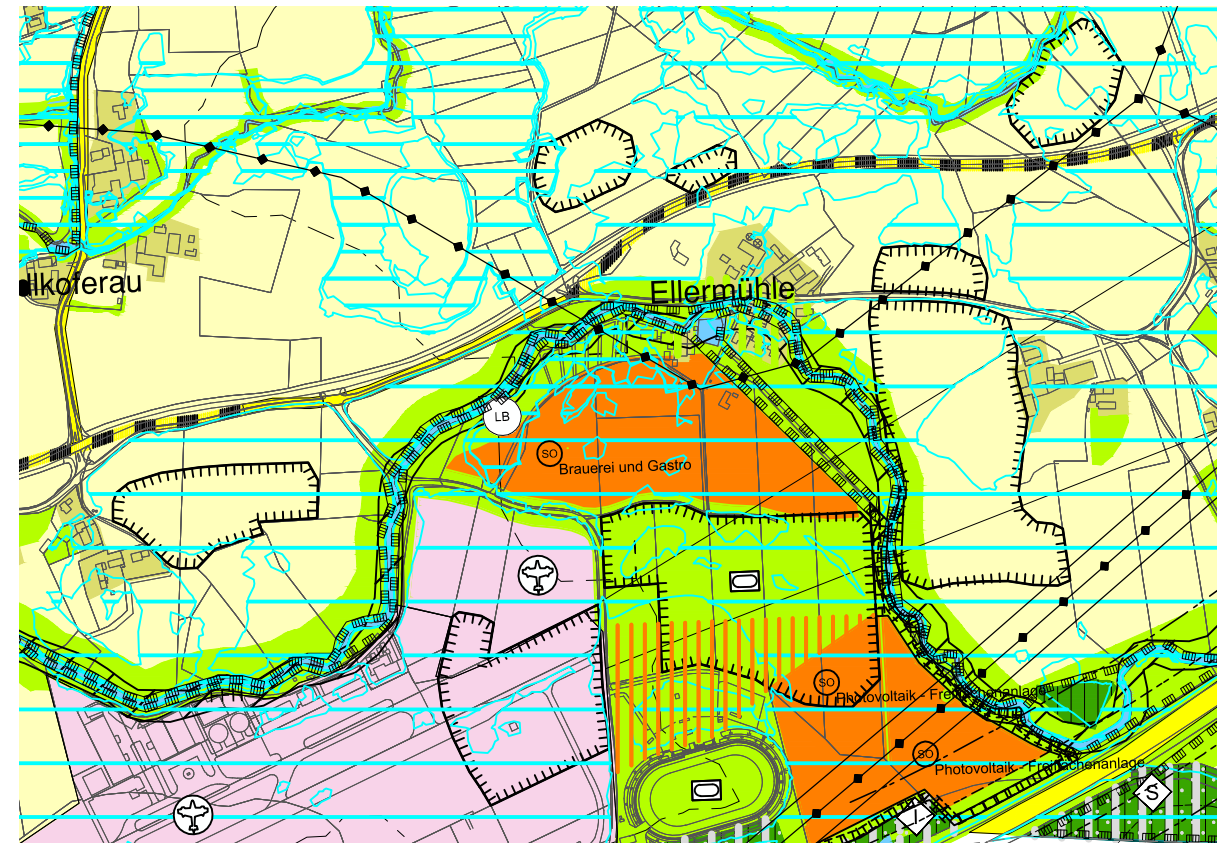 lkoferau
Ellermühle
LB
SO
Brauerei und Gastro
SO
Photovoltaik - Freiflächenanlage
SO
Photovoltaik - Freiflächenanlage
S